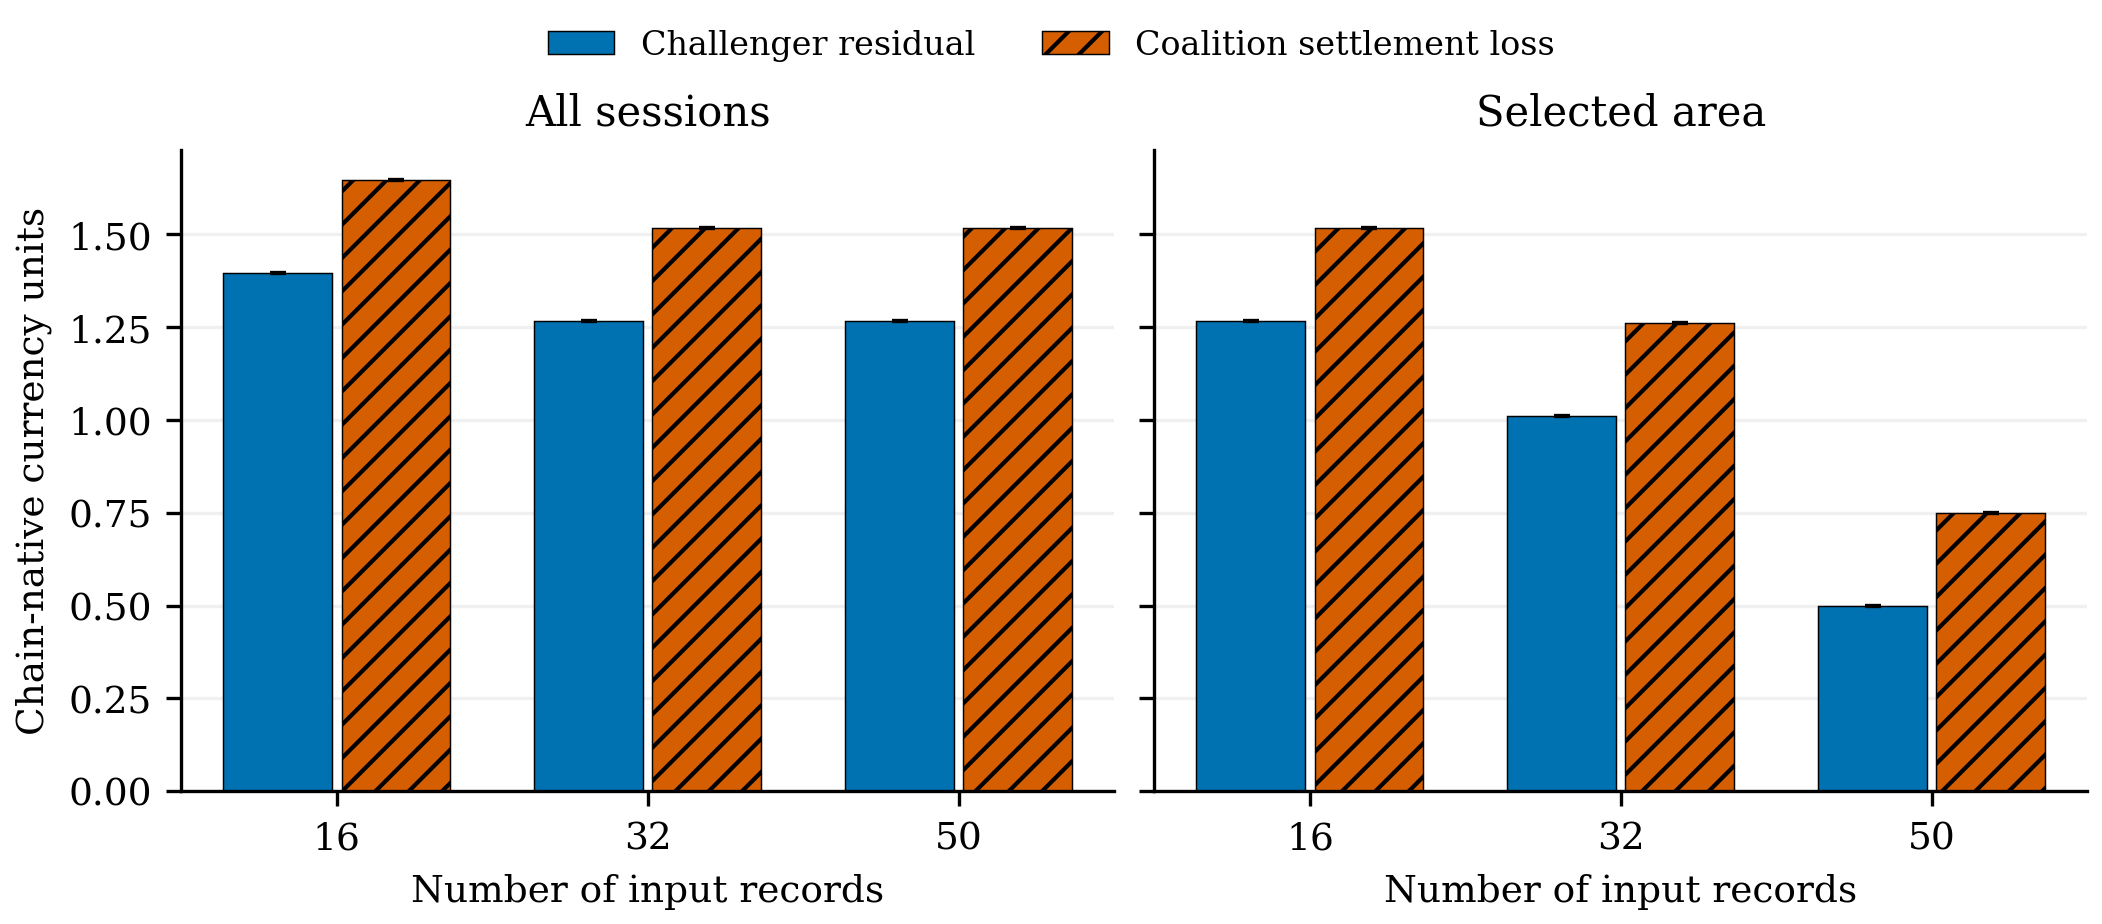 Challenger residual
Coalition settlement loss
All sessions
Selected area
Chain-native currency units
1.50
1.25
1.00
0.75
0.50
0.25
0.00
16
32
50
16
32
50
Number of input records
Number of input records